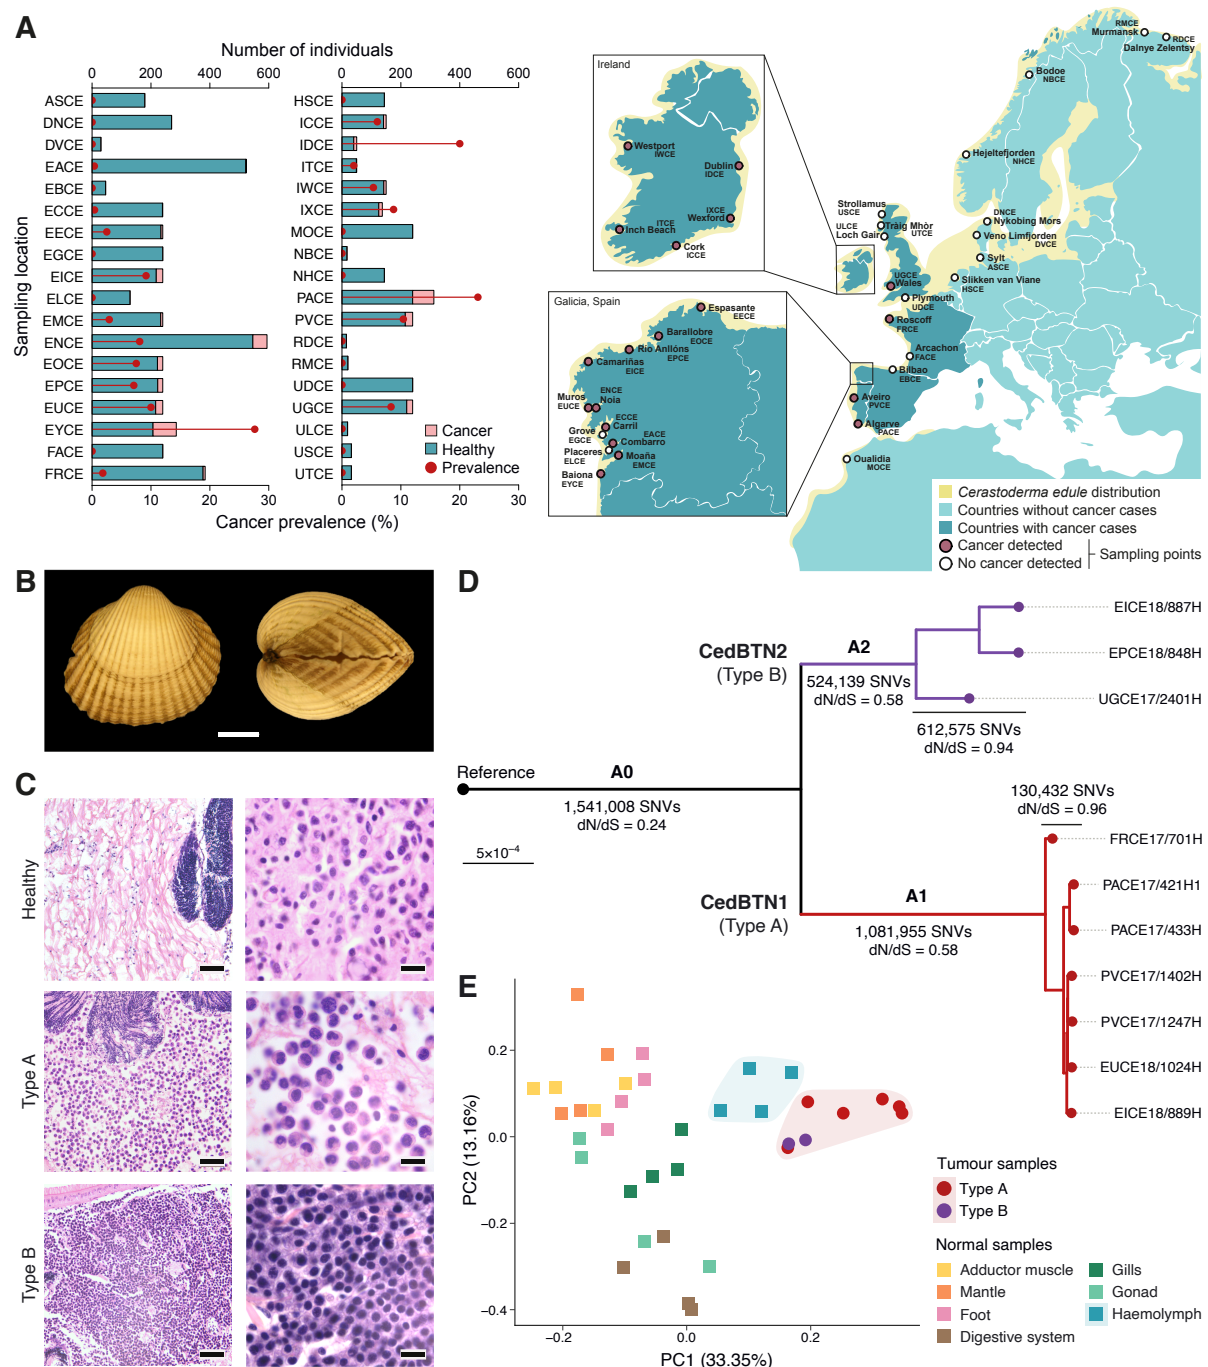 A
Number of individuals
0 200 400 600
0 200 400 600
Sampling location
ASCE
DNCE
DVCE
EACE
EBCE
ECCE
EECE
EGCE
EICE
ELCE
EMCE
ENCE
EOCE
EPCE
EUCE
EYCE
FACE
FRCE
HSCE
ICCE
IDCE
ITCE
IWCE
IXCE
MOCE
NBCE
NHCE
PACE
PVCE
RDCE
RMCE
UDCE
UGCE
ULCE
USCE
UTCE
Cancer
Healthy
Prevalence
0 10 20 30
0 10 20 30
Cancer prevalence (%)
Ireland
Westport
IWCE
Dublin
IDCE
IXCE
Wexford
ITCE
Inch Beach
Cork
ICCE
Galicia, Spain
Espasante
EECE
Barallobre
EOCE
Rio Anllóns
EPCE
Camariñas
EICE
ENCE
Noia
Muros
EUCE
ECCE
Carril
Grove
EGCE
EACE
Combarro
Placeres
ELCE
Moaña
EMCE
Baiona
EYCE
RMCE
Murmansk
RDCE
Dalnye Zelentsy
Bodoe
NBCE
Hejeltefjorden
NHCE
Strollamus
USCE
ULCE
Loch Gair
Tràig Mhòr
UTCE
DNCE
Nykobing Mors
Veno Limfjorden
DVCE
Sylt
ASCE
Slikken van Viane
HSCE
UGCE
Wales
Plymouth
UDCE
Roscoff
FRCE
Arcachon
FACE
Bilbao
EBCE
Aveiro
PVCE
Algarve
PACE
Oualidia
MOCE
Cerastoderma edule distribution
Countries without cancer cases
Countries with cancer cases
Cancer detected
No cancer detected
Sampling points
B
C
Healthy
Type A
Type B
D
Reference
A0
1,541,008 SNVs
dN/dS = 0.24
5×10⁻⁴
CedBTN2
(Type B)
A2
524,139 SNVs
dN/dS = 0.58
612,575 SNVs
dN/dS = 0.94
EICE18/887H
EPCE18/848H
UGCE17/2401H
CedBTN1
(Type A)
A1
1,081,955 SNVs
dN/dS = 0.58
130,432 SNVs
dN/dS = 0.96
FRCE17/701H
PACE17/421H1
PACE17/433H
PVCE17/1402H
PVCE17/1247H
EUCE18/1024H
EICE18/889H
E
PC2 (13.16%)
0.2
0.0
−0.2
−0.4
−0.2 0.0 0.2
PC1 (33.35%)
Tumour samples
Type A
Type B
Normal samples
Adductor muscle
Mantle
Foot
Digestive system
Gills
Gonad
Haemolymph